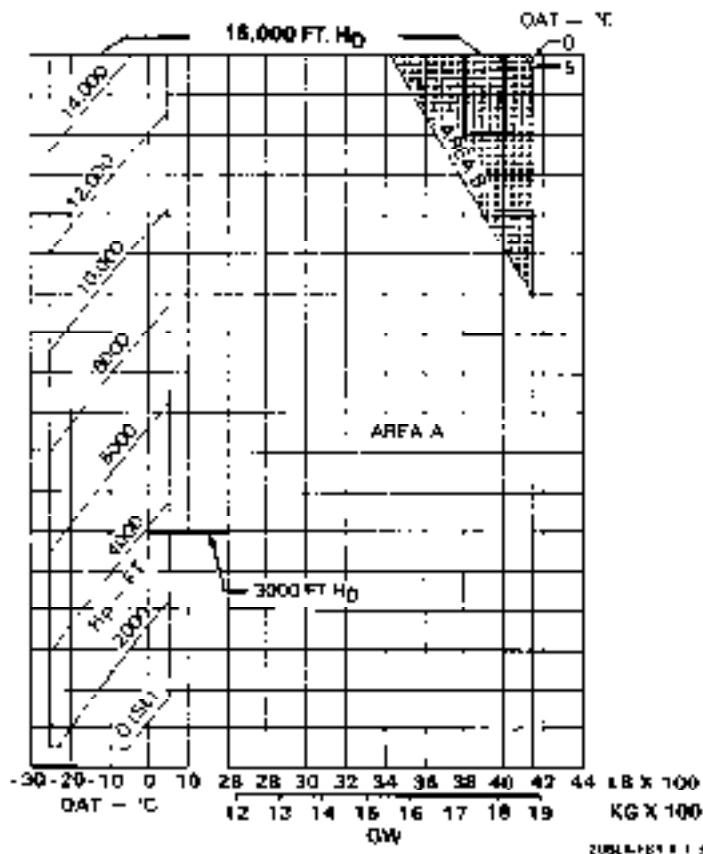 OAT – °C
16,000 FT. HD
0
5
14,000
12,000
AREA B
10,000
8000
6000
AREA A
4000
3000 FT HD
HP – FT
2000
0 (SL)
-30 -20 -10 0 10 26 28 30 32 34 36 38 40 42 44 LB X 100
OAT – °C
12 13 14 15 16 17 18 19 KG X 100
GW